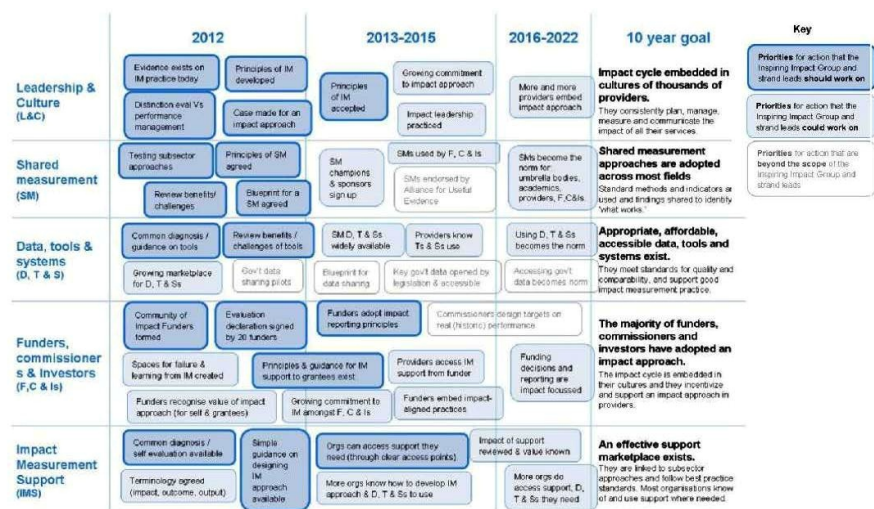 2012
2013-2015
2016-2022
10 year goal
Key
Priorities for action that the
Inspiring Impact Group and
strand leads should work on
Priorities for action that the
Inspiring Impact Group and
strand leads could work on
Priorities for action that are
beyond the scope of the
Inspiring Impact Group and
strand leads
Leadership &
Culture
(L&C)
Evidence exists on
IM practice today
Principles of IM
developed
Distinction eval Vs
performance
management
Case made for an
impact approach
Principles
of IM
accepted
Growing commitment
to impact approach
Impact leadership
practiced
More and more
providers embed
impact approach
Impact cycle embedded in
cultures of thousands of
providers.
They consistently plan, manage,
measure and communicate the
impact of all their services.
Shared
measurement
(SM)
Testing subsector
approaches
Principles of SM
agreed
Review benefits/
challenges
Blueprint for a
SM agreed
SM
champions
& sponsors
sign up
SMs used by F, C & Is
SMs endorsed by
Alliance for Useful
Evidence
SMs become the
norm for
umbrella bodies,
academics,
providers, F,C&Is.
Shared measurement
approaches are adopted
across most fields
Standard methods and indicators are
used and findings shared to identify
'what works.'
Data, tools &
systems
(D, T & S)
Common diagnosis /
guidance on tools
Review benefits /
challenges of tools
Growing marketplace
for D, T & Ss
Gov't data
sharing pilots
SM D, T & Ss
widely available
Providers know
Ts & Ss use
Blueprint for
data sharing
Key gov't data opened by
legislation & accessible
Using D, T & Ss
becomes the norm
Accessing gov't
data becomes norm
Appropriate, affordable,
accessible data, tools and
systems exist.
They meet standards for quality and
comparability, and support good
impact measurement practice.
Funders,
commissioner
s & Investors
(F,C & Is)
Community of
Impact Funders
formed
Evaluation
declaration signed
by 20 funders
Spaces for failure &
learning from IM created
Principles & guidance for IM
support to grantees exist
Funders recognise value of impact
approach (for self & grantees)
Growing commitment to
IM amongst F, C & Is
Funders adopt impact
reporting principles
Commissioners design targets on
real (historic) performance
Providers access IM
support from funder
Funders embed impact-
aligned practices
Funding
decisions and
reporting are
impact focussed
The majority of funders,
commissioners and
investors have adopted an
impact approach.
The impact cycle is embedded in
their cultures and they incentivize
and support an impact approach in
providers.
Impact
Measurement
Support
(IMS)
Common diagnosis /
self evaluation available
Terminology agreed
(impact, outcome, output)
Simple
guidance on
designing
IM
approach
available
Orgs can access support they
need (through clear access points)
More orgs know how to develop IM
approach & D, T & Ss to use
Impact of support
reviewed & value known
More orgs do
access support, D,
T & Ss they need
An effective support
marketplace exists.
They are linked to subsector
approaches and follow best practice
standards. Most organisations know
of and use support where needed.